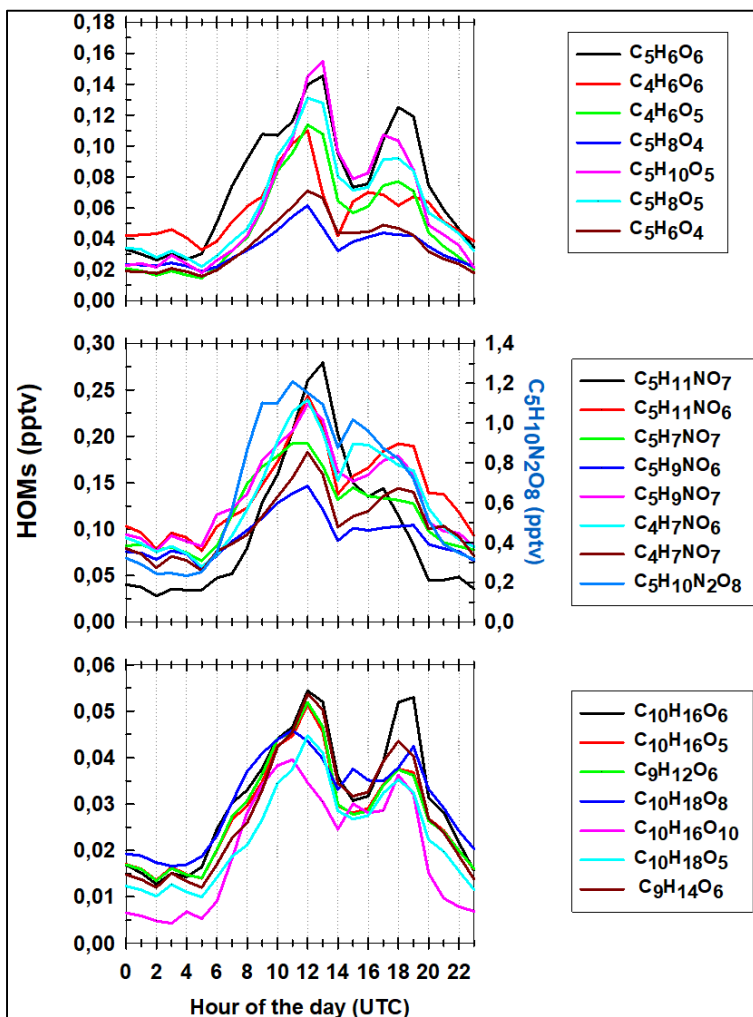 0,18
0,16
0,14
0,12
0,10
0,08
0,06
0,04
0,02
0,00
C₅H₆O₆
C₄H₆O₆
C₄H₆O₅
C₅H₈O₄
C₅H₁₀O₅
C₅H₈O₅
C₅H₆O₄
HOMs (pptv)
0,30
0,25
0,20
0,15
0,10
0,05
0,00
1,4
1,2
1,0
0,8
0,6
0,4
0,2
0,0
C₅H₁₀N₂O₈ (pptv)
C₅H₁₁NO₇
C₅H₁₁NO₆
C₅H₇NO₇
C₅H₉NO₆
C₅H₉NO₇
C₄H₇NO₆
C₄H₇NO₇
C₅H₁₀N₂O₈
0,06
0,05
0,04
0,03
0,02
0,01
0,00
C₁₀H₁₆O₆
C₁₀H₁₆O₅
C₉H₁₂O₆
C₁₀H₁₈O₈
C₁₀H₁₆O₁₀
C₁₀H₁₈O₅
C₉H₁₄O₆
0 2 4 6 8 10 12 14 16 18 20 22
Hour of the day (UTC)